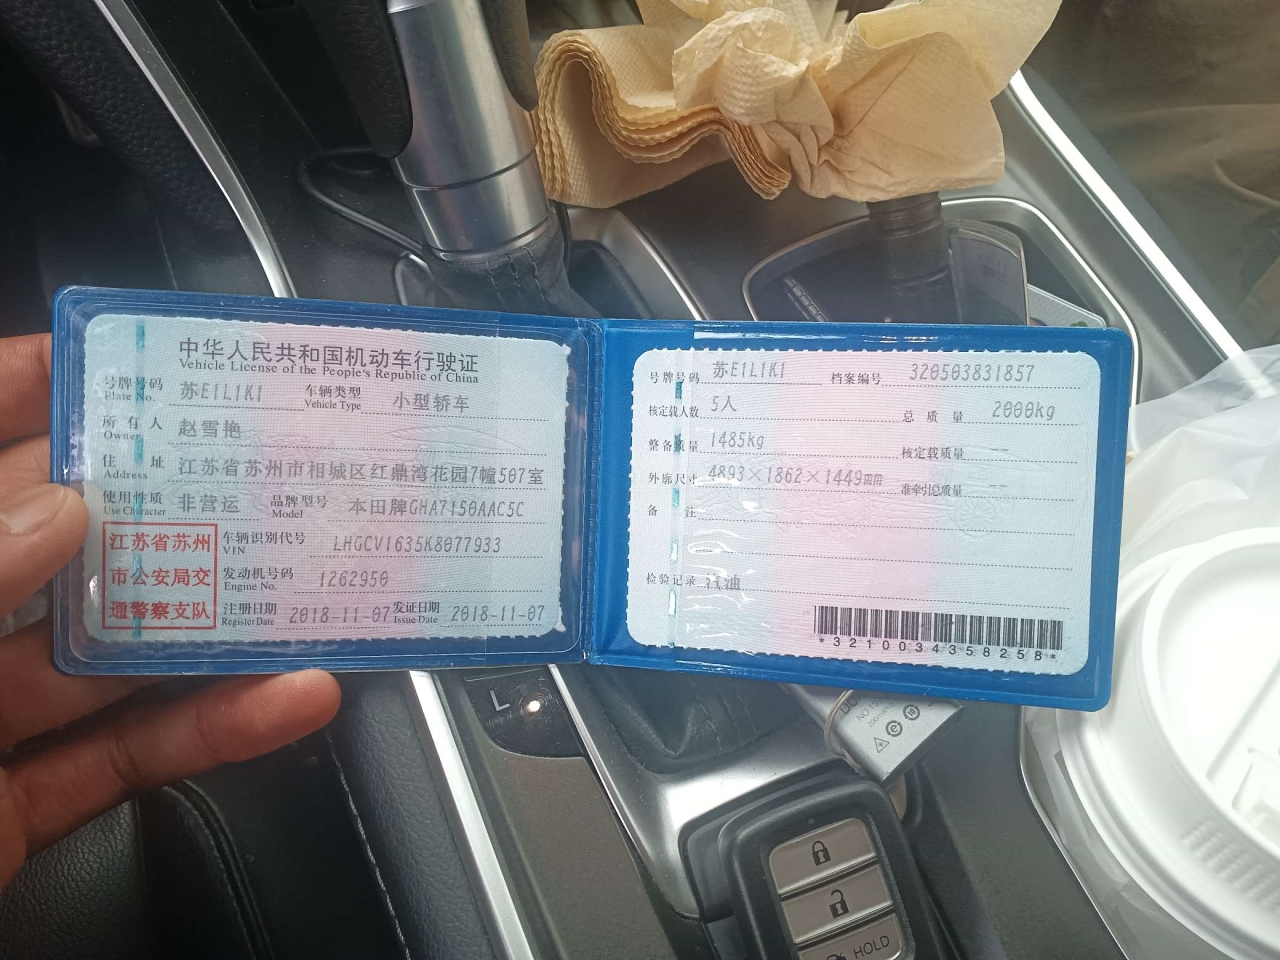 中华人民共和国机动车行驶证
Vehicle License of the People's Republic of China
号牌号码 苏E1L1K1 车辆类型 小型轿车
Plate No. Vehicle Type
所有人 赵雪艳
Owner
住址 江苏省苏州市相城区红鼎湾花园7幢507室
Address
使用性质 非营运 品牌型号 本田牌GHA7150AAC5C
Use Character Model
江苏省苏州
市公安局交
通警察支队
车辆识别代号 LHGCV1635K8077933
VIN
发动机号码 1262950
Engine No.
注册日期 2018-11-07 发证日期 2018-11-07
Register Date Issue Date
号牌号码 苏E1L1K1 档案编号 320503831857
核定载人数 5人 总质量 2000kg
整备质量 1485kg 核定载质量 --
外廓尺寸 4893×1862×1449mm 准牵引总质量 --
备注
检验记录 汽油
*3210034358258*
L
HOLD